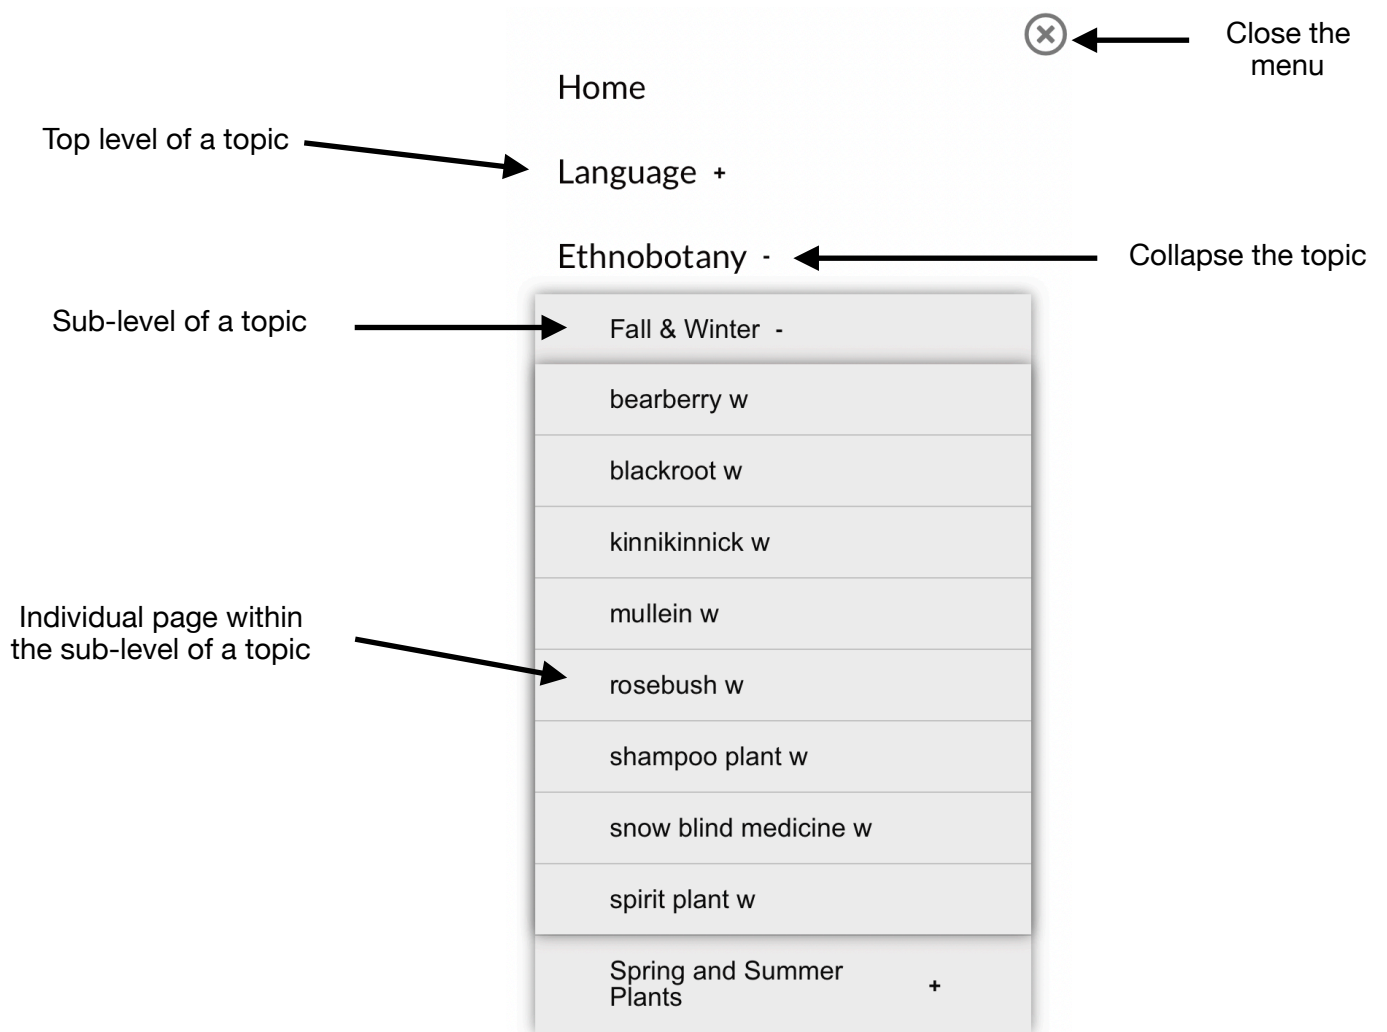 Close the
menu
Home
Top level of a topic
Language +
Ethnobotany -
Collapse the topic
Sub-level of a topic
Fall & Winter -
bearberry w
blackroot w
kinnikinnick w
mullein w
Individual page within
the sub-level of a topic
rosebush w
shampoo plant w
snow blind medicine w
spirit plant w
Spring and Summer
Plants +